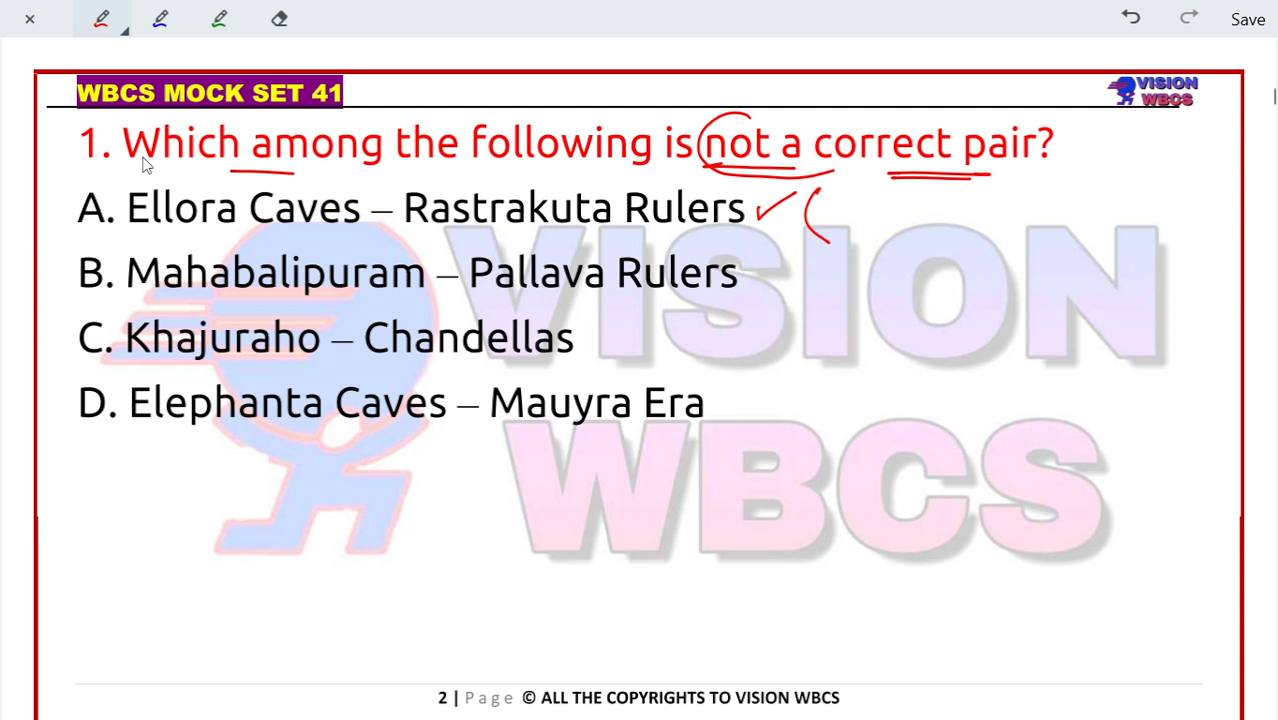 Save
WBCS MOCK SET 41
VISION
WBCS
1. Which among the following is not a correct pair?
A. Ellora Caves – Rastrakuta Rulers
B. Mahabalipuram – Pallava Rulers
C. Khajuraho – Chandellas
D. Elephanta Caves – Mauyra Era
VISION
WBCS
2 | Page © ALL THE COPYRIGHTS TO VISION WBCS